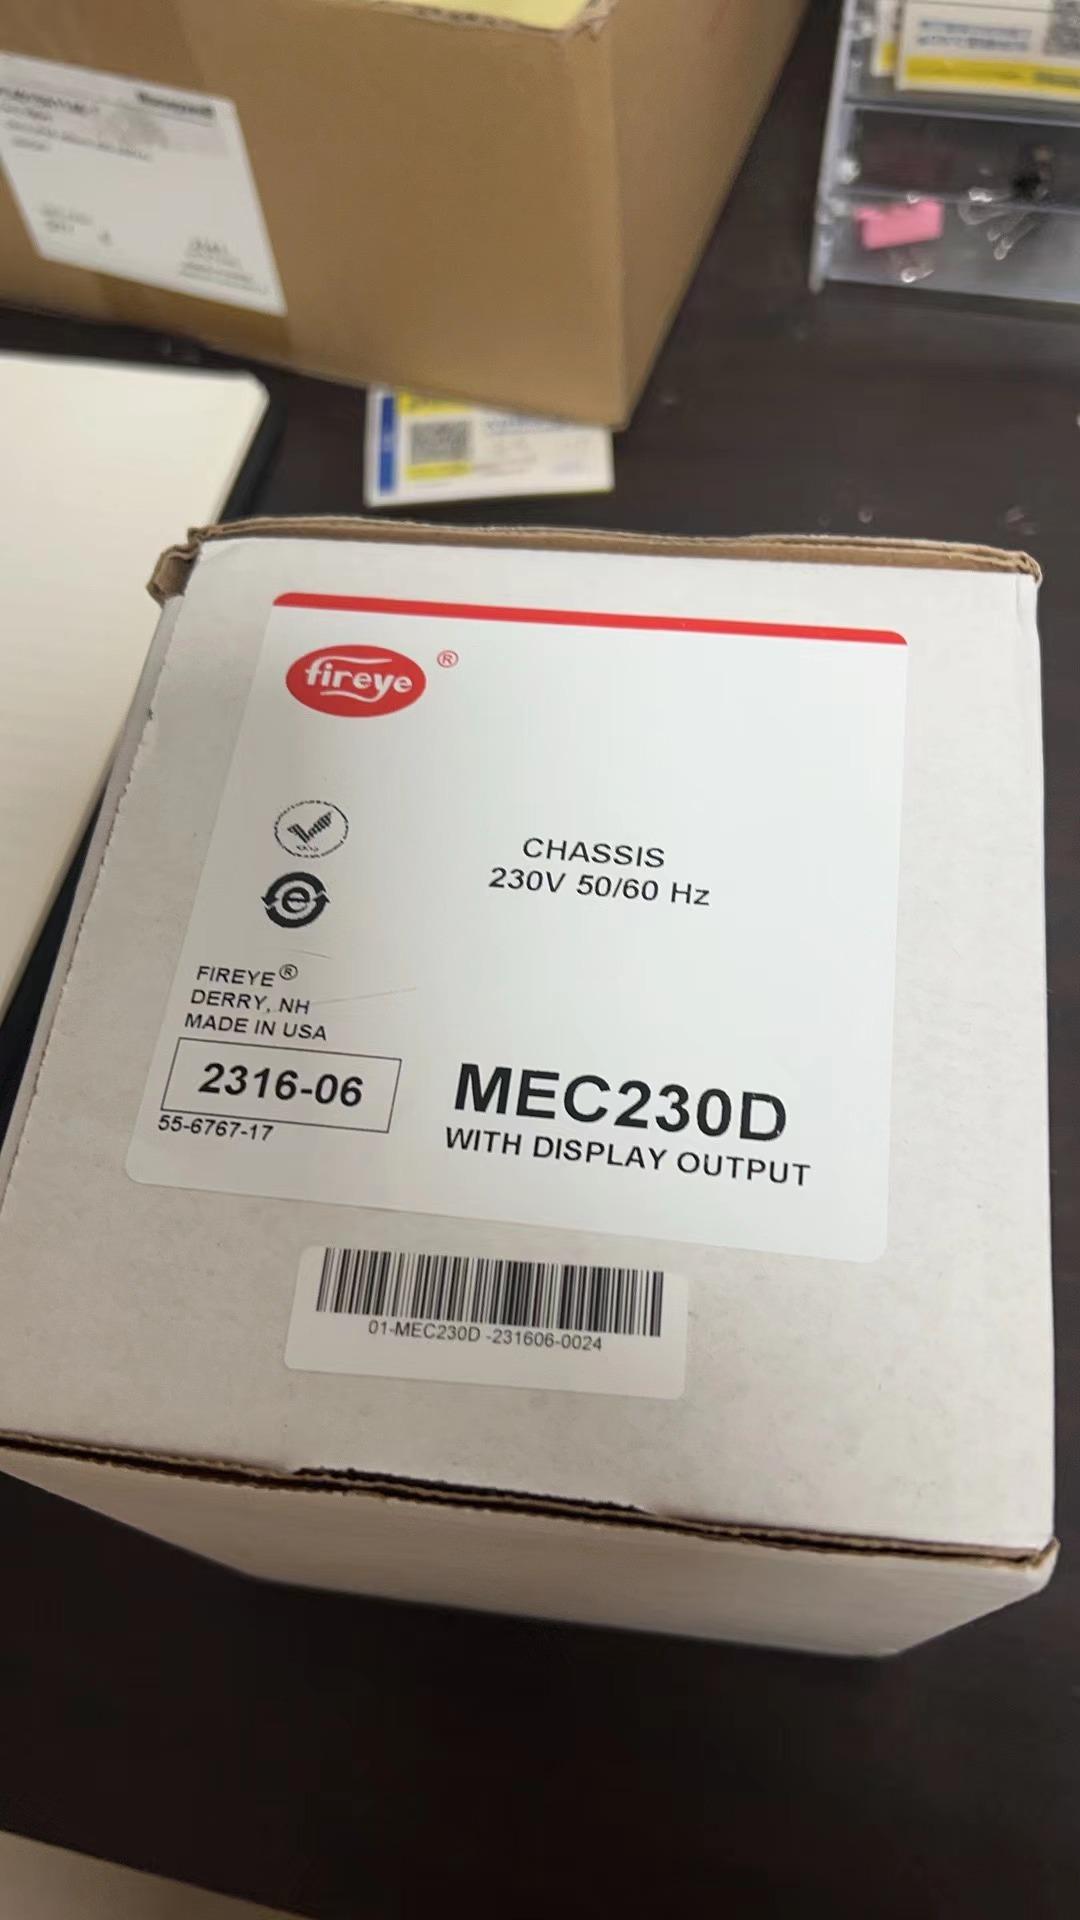 Honeywell
fireye ®
CHASSIS
230V 50/60 Hz
e
FIREYE®
DERRY, NH
MADE IN USA
2316-06
55-6767-17
MEC230D
WITH DISPLAY OUTPUT
01-MEC230D -231606-0024